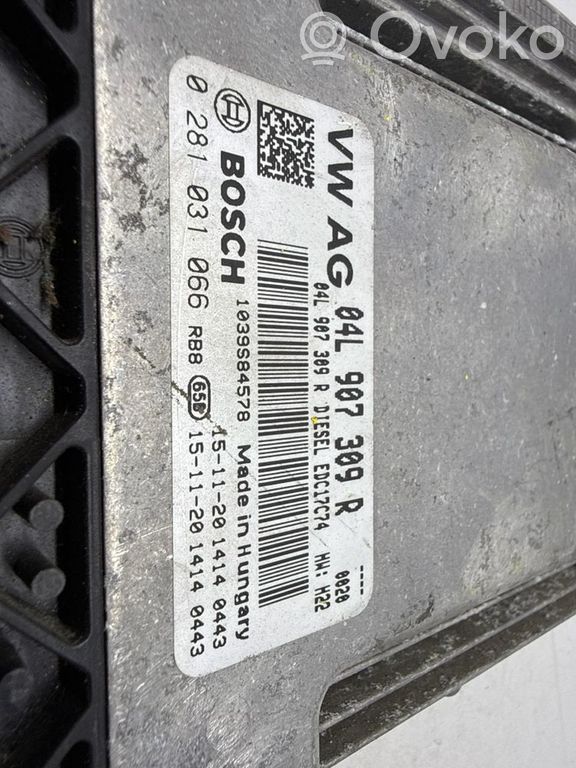 Ovoko
VW AG 04L 907 309 R
---- 0020
04L 907 309 R DIESEL EDC17C74 HW: H22
BOSCH 1039S84578 Made in Hungary
15-11-20 1414 0443
0 281 031 066 RB8 65B 15-11-20 1414 0443